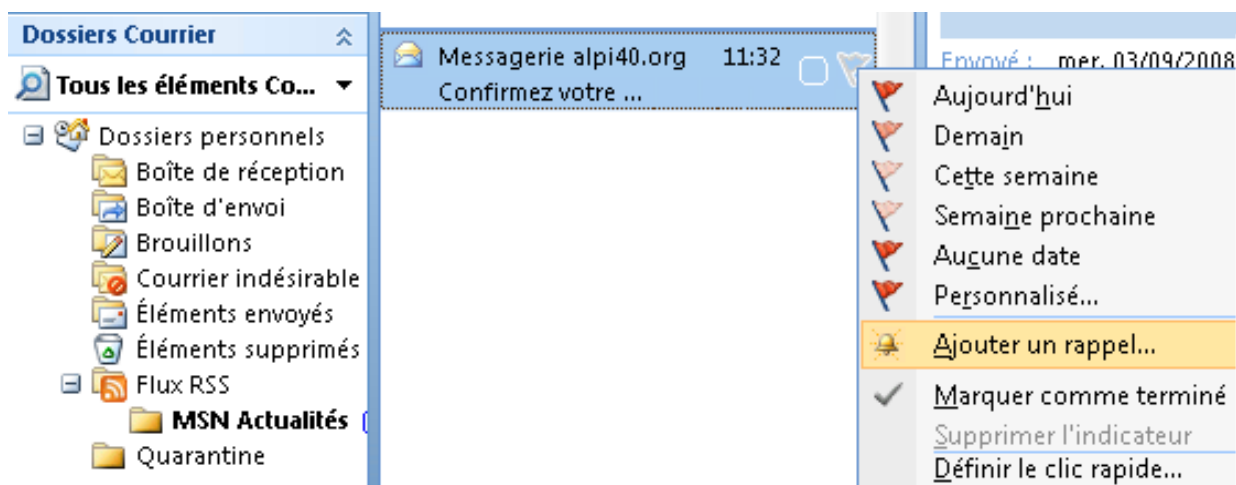 Dossiers Courrier
Tous les éléments Co...
Dossiers personnels
Boîte de réception
Boîte d'envoi
Brouillons
Courrier indésirable
Éléments envoyés
Éléments supprimés
Flux RSS
MSN Actualités
Quarantine
Messagerie alpi40.org 11:32
Confirmez votre ...
Envoyé : mer. 03/09/2008
Aujourd'hui
Demain
Cette semaine
Semaine prochaine
Aucune date
Personnalisé...
Ajouter un rappel...
Marquer comme terminé
Supprimer l'indicateur
Définir le clic rapide...